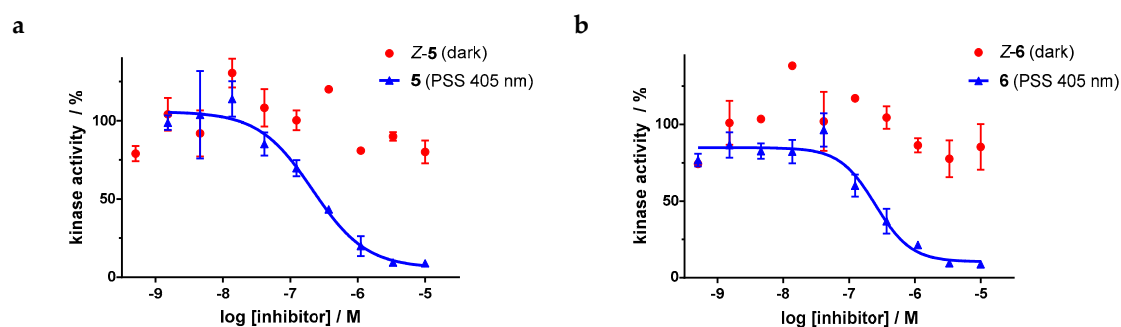 a
Z-5 (dark)
5 (PSS 405 nm)
kinase activity / %
100
50
0
-9 -8 -7 -6 -5
log [inhibitor] / M
b
Z-6 (dark)
6 (PSS 405 nm)
kinase activity / %
100
50
0
-9 -8 -7 -6 -5
log [inhibitor] / M